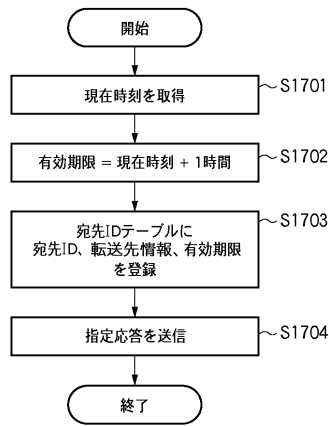 開始
現在時刻を取得
S1701
有効期限 = 現在時刻 + 1時間
S1702
宛先IDテーブルに
宛先ID、転送先情報、有効期限
を登録
S1703
指定応答を送信
S1704
終了